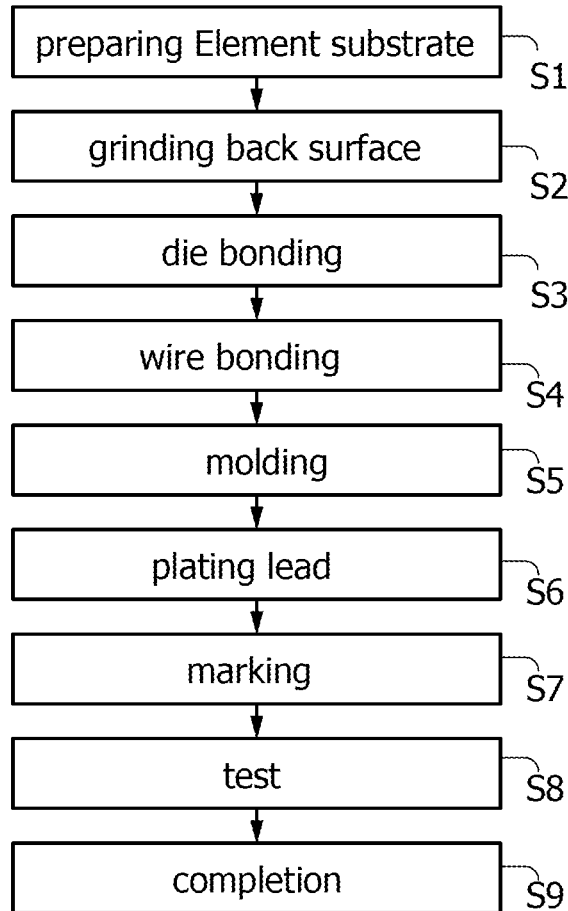 preparing Element substrate
S1
grinding back surface
S2
die bonding
S3
wire bonding
S4
molding
S5
plating lead
S6
marking
S7
test
S8
completion
S9